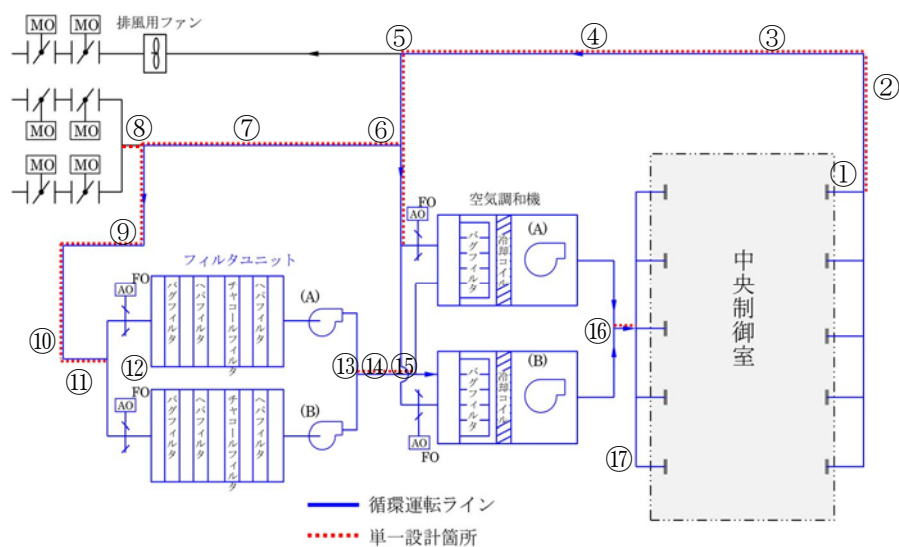 MO
MO
排風用ファン
⑤
④
③
②
MO
MO
⑧
⑦
⑥
①
MO
MO
FO
AO
空気調和機
(A)
バグフィルタ
冷却コイル
中央制御室
⑨
フィルタユニット
FO
AO
バグフィルタ
ヘパフィルタ
チャコールフィルタ
ヘパフィルタ
(A)
⑩
⑪
⑫
⑬
⑭
⑮
⑯
FO
AO
バグフィルタ
ヘパフィルタ
チャコールフィルタ
ヘパフィルタ
(B)
(B)
バグフィルタ
冷却コイル
AO
FO
⑰
循環運転ライン
単一設計箇所